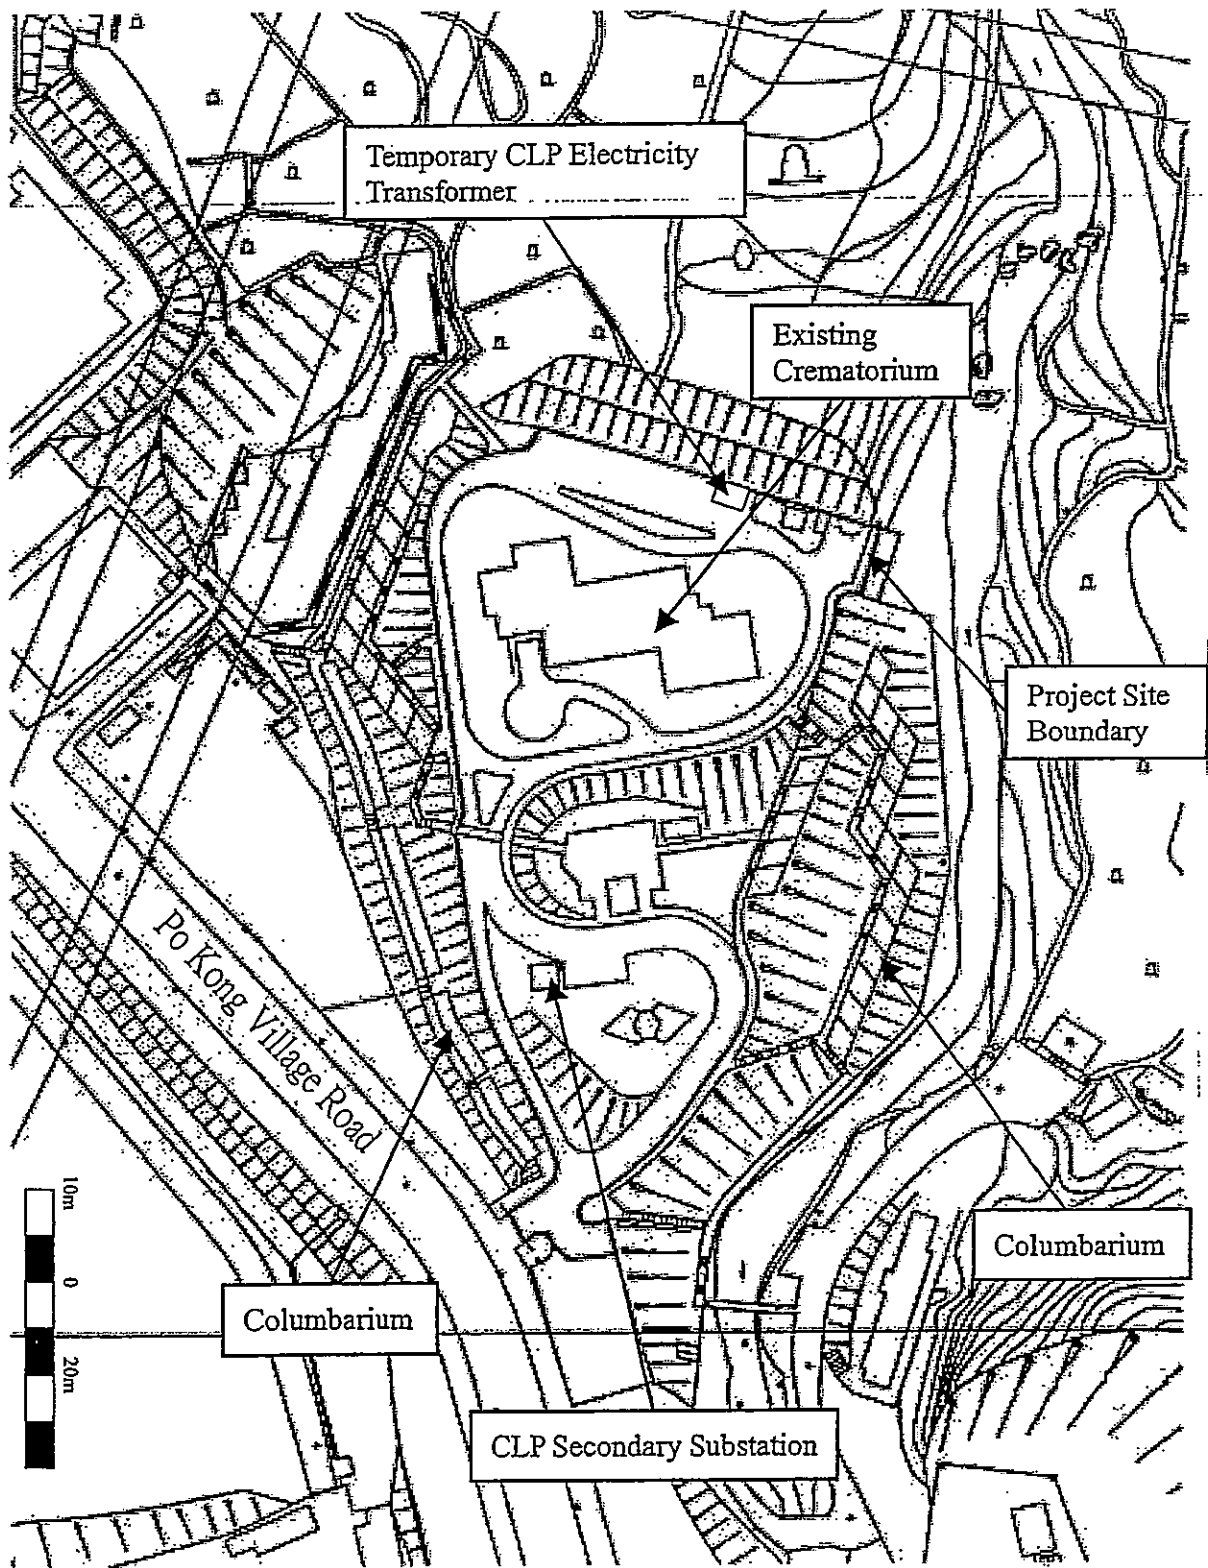 Temporary CLP Electricity
Transformer
Existing
Crematorium
Project Site
Boundary
Po Kong Village Road
10m
0
20m
Columbarium
Columbarium
CLP Secondary Substation